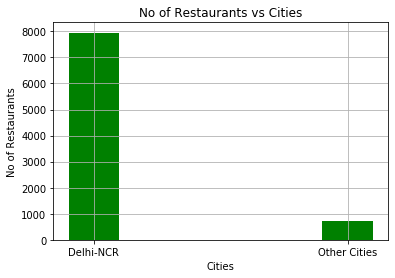 No of Restaurants vs Cities
8000
7000
6000
5000
4000
3000
2000
1000
0
No of Restaurants
Delhi-NCR
Other Cities
Cities